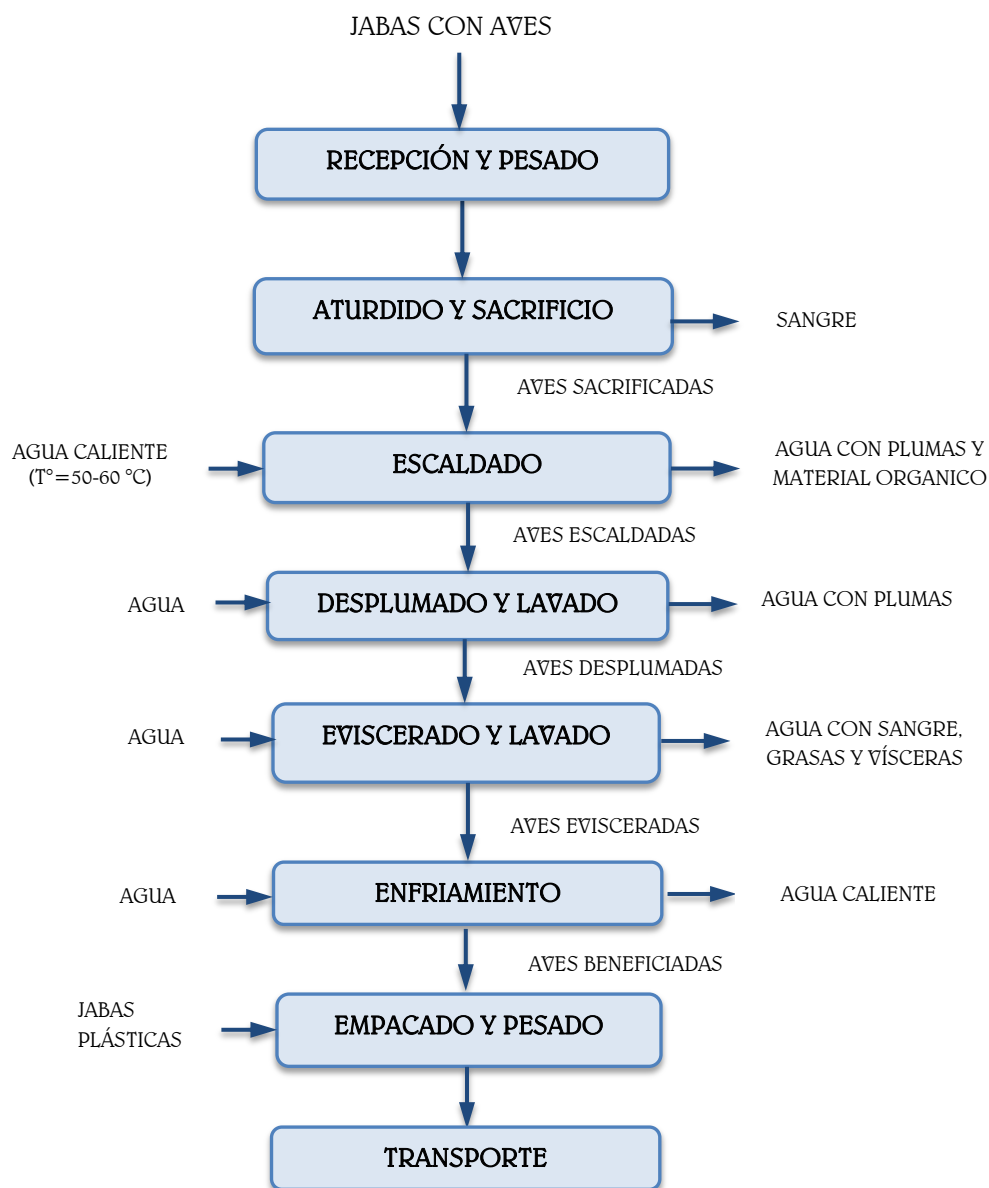 JABAS CON AVES
RECEPCIÓN Y PESADO
ATURDIDO Y SACRIFICIO
SANGRE
AVES SACRIFICADAS
AGUA CALIENTE
(T°=50-60 °C)
ESCALDADO
AGUA CON PLUMAS Y
MATERIAL ORGANICO
AVES ESCALDADAS
AGUA
DESPLUMADO Y LAVADO
AGUA CON PLUMAS
AVES DESPLUMADAS
AGUA
EVISCERADO Y LAVADO
AGUA CON SANGRE,
GRASAS Y VÍSCERAS
AVES EVISCERADAS
AGUA
ENFRIAMIENTO
AGUA CALIENTE
AVES BENEFICIADAS
JABAS
PLÁSTICAS
EMPACADO Y PESADO
TRANSPORTE